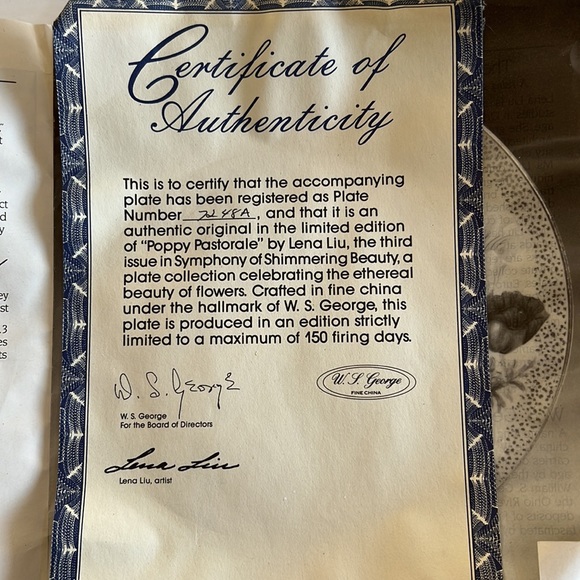 Certificate of
Authenticity
This is to certify that the accompanying
plate has been registered as Plate
Number 7248A, and that it is an
authentic original in the limited edition
of "Poppy Pastorale" by Lena Liu, the third
issue in Symphony of Shimmering Beauty, a
plate collection celebrating the ethereal
beauty of flowers. Crafted in fine china
under the hallmark of W. S. George, this
plate is produced in an edition strictly
limited to a maximum of 150 firing days.
W. S. George
W. S. George
For the Board of Directors
W. S. George
FINE CHINA
Lena Liu
Lena Liu, artist